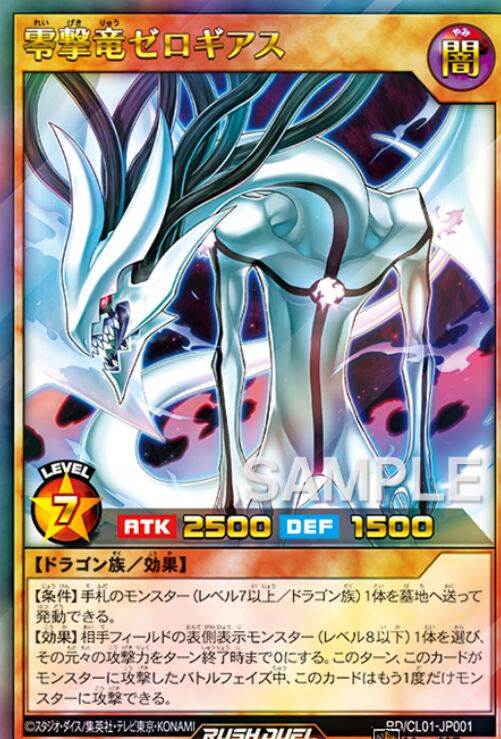 零撃竜ゼロギアス
闇
SAMPLE
LEVEL
7
ATK 2500 DEF 1500
【ドラゴン族／効果】
【条件】手札のモンスター(レベル7以上／ドラゴン族)1体を墓地へ送って
発動できる。
【効果】相手フィールドの表側表示モンスター(レベル8以下)1体を選び、
その元々の攻撃力をターン終了時まで0にする。このターン、このカードが
モンスターに攻撃したバトルフェイズ中、このカードはもう1度だけモン
スターに攻撃できる。
©スタジオ・ダイス/集英社・テレビ東京・KONAMI
RUSH DUEL
RD/CL01-JP001